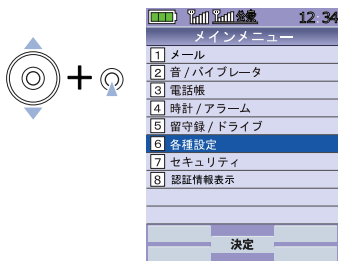 公衆 12:34
メインメニュー
1 メール
2 音/バイブレータ
3 電話帳
4 時計/アラーム
5 留守録/ドライブ
6 各種設定
7 セキュリティ
8 認証情報表示
決定